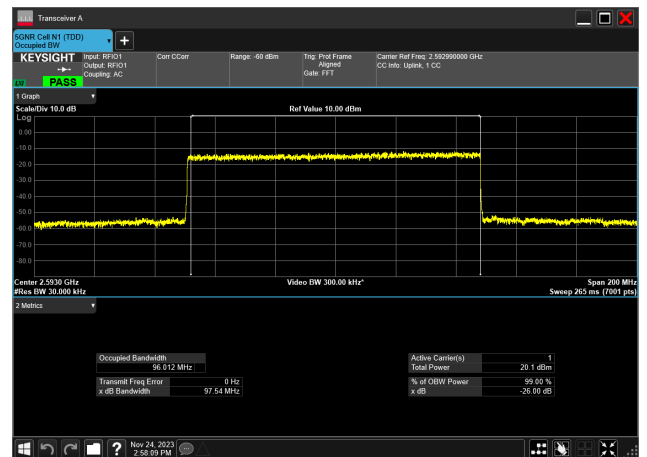 Transceiver A
5GNR Cell N1 (TDD)
Occupied BW
KEYSIGHT
LXI
PASS
Input: RFIO1
Output: RFIO1
Coupling: AC
Corr CCorr
Range: -60 dBm
Trig: Prot Frame
Aligned
Gate: FFT
Carrier Ref Freq: 2.592990000 GHz
CC Info: Uplink, 1 CC
1 Graph
Scale/Div 10.0 dB
Ref Value 10.00 dBm
Log
0.00
-10.0
-20.0
-30.0
-40.0
-50.0
-60.0
-70.0
-80.0
Center 2.5930 GHz
Video BW 300.00 kHz*
Span 200 MHz
#Res BW 30.000 kHz
Sweep 265 ms (7001 pts)
2 Metrics
Occupied Bandwidth
96.012 MHz
Transmit Freq Error 0 Hz
x dB Bandwidth 97.54 MHz
Active Carrier(s) 1
Total Power 20.1 dBm
% of OBW Power 99.00 %
x dB -26.00 dB
Nov 24, 2023
2:58:09 PM